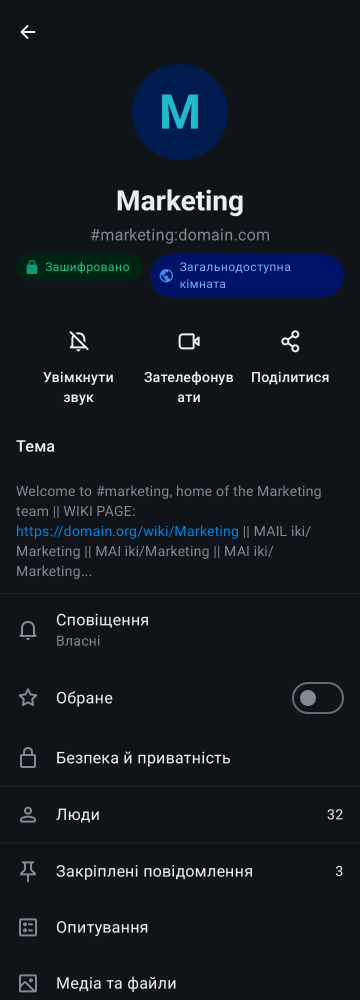 M
Marketing
#marketing:domain.com
Зашифровано
Загальнодоступна
кімната
Увімкнути
звук
Зателефонув
ати
Поділитися
Тема
Welcome to #marketing, home of the Marketing
team || WIKI PAGE:
https://domain.org/wiki/Marketing || MAIL iki/
Marketing || MAI iki/Marketing || MAI iki/
Marketing...
Сповіщення
Власні
Обране
Безпека й приватність
Люди
32
Закріплені повідомлення
3
Опитування
Медіа та файли